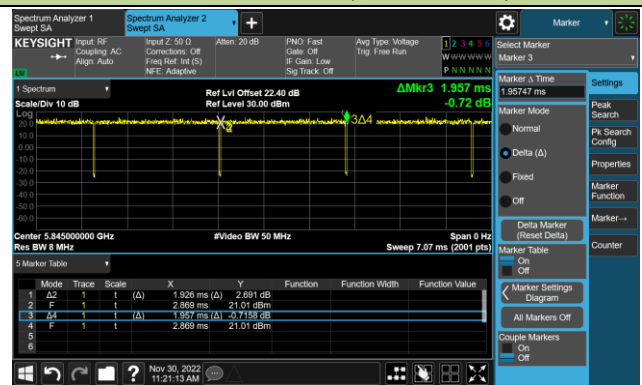 Spectrum Analyzer 1
Swept SA
Spectrum Analyzer 2
Swept SA
Marker
KEYSIGHT
Input: RF
Coupling: AC
Align: Auto
Input Z: 50 Ω
Corrections: Off
Freq Ref: Int (S)
NFE: Adaptive
Atten: 20 dB
PNO: Fast
Gate: Off
IF Gain: Low
Sig Track: Off
Avg Type: Voltage
Trig: Free Run
1 2 3 4 5 6
W W W W W W
P N N N N N
Select Marker
Marker 3
1 Spectrum
Scale/Div 10 dB
Ref Lvl Offset 22.40 dB
Ref Level 30.00 dBm
ΔMkr3 1.957 ms
-0.72 dB
Marker Δ Time
1.95747 ms
Settings
Log
20.0
10.0
0.00
-10.0
-20.0
-30.0
-40.0
-50.0
-60.0
3Δ4
Marker Mode
Normal
Delta (Δ)
Fixed
Off
Delta Marker
(Reset Delta)
Peak
Search
Pk Search
Config
Properties
Marker
Function
Marker→
Counter
Center 5.845000000 GHz
Res BW 8 MHz
#Video BW 50 MHz
Span 0 Hz
Sweep 7.07 ms (2001 pts)
Marker Table
On
Off
Marker Settings
Diagram
All Markers Off
Couple Markers
On
Off
5 Marker Table
Mode Trace Scale X Y Function Function Width Function Value
1 Δ2 1 t (Δ) 1.926 ms (Δ) 2.691 dB
2 F 1 t 2.869 ms 21.01 dBm
3 Δ4 1 t (Δ) 1.957 ms (Δ) -0.7158 dB
4 F 1 t 2.869 ms 21.01 dBm
5
6
?
Nov 30, 2022
11:21:13 AM